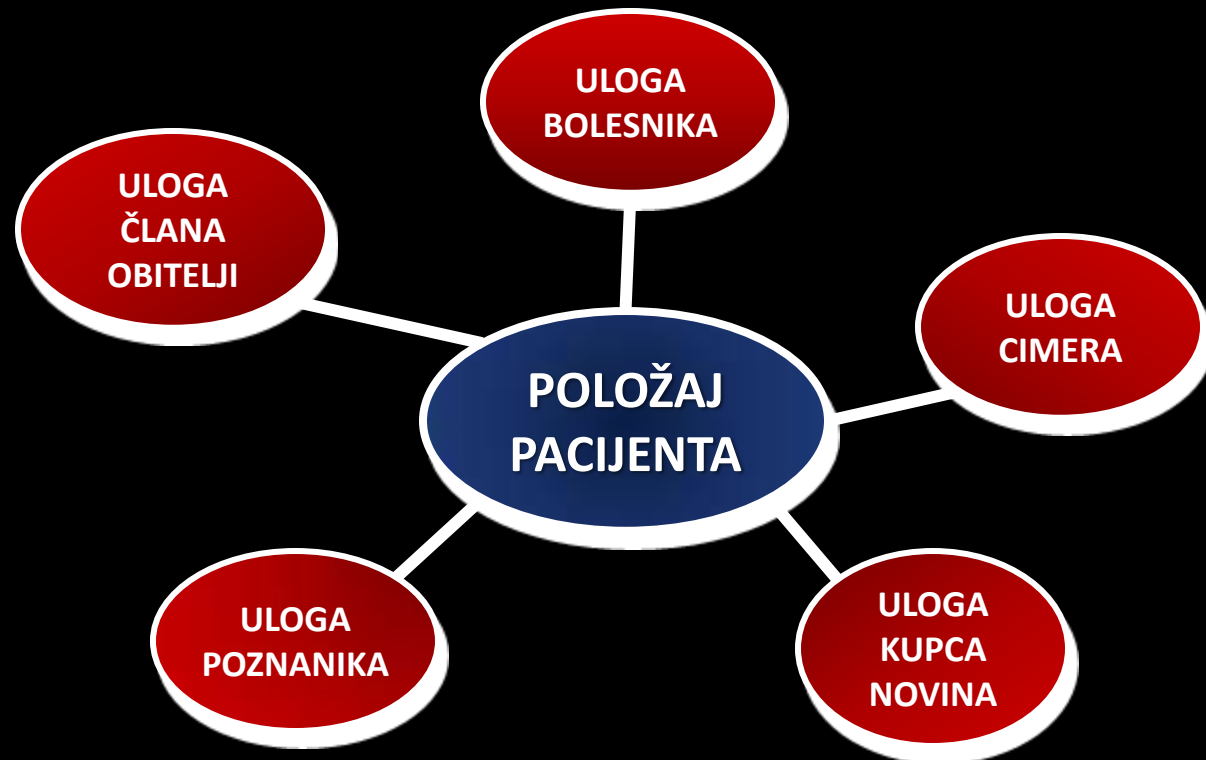 ULOGA
BOLESNIKA
ULOGA
ČLANA
OBITELJI
ULOGA
CIMERA
POLOŽAJ
PACIJENTA
ULOGA
POZNANIKA
ULOGA
KUPCA
NOVINA